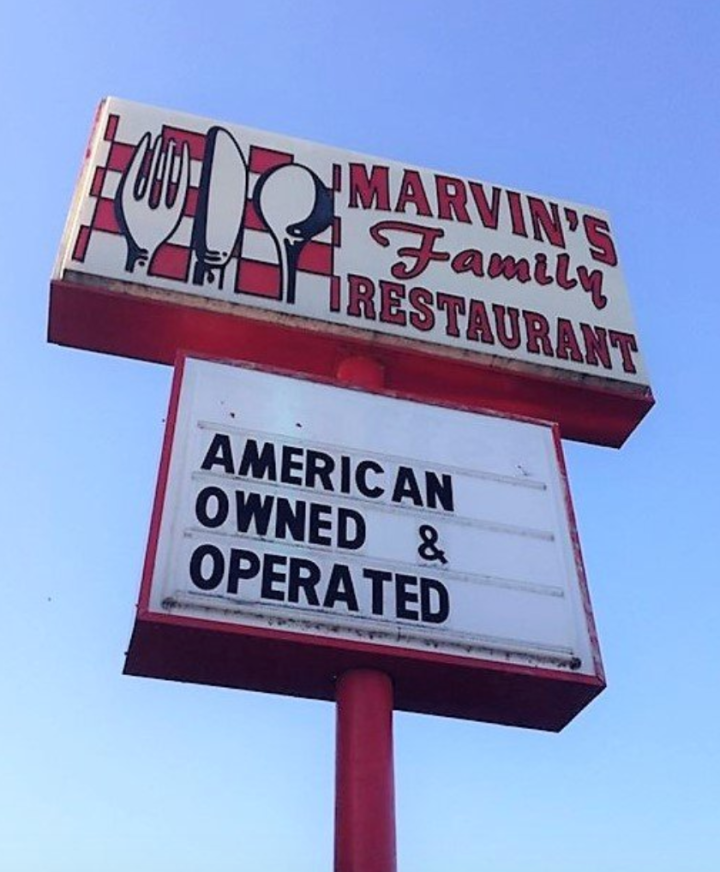 MARVIN'S
Family
RESTAURANT
AMERICAN
OWNED &
OPERATED